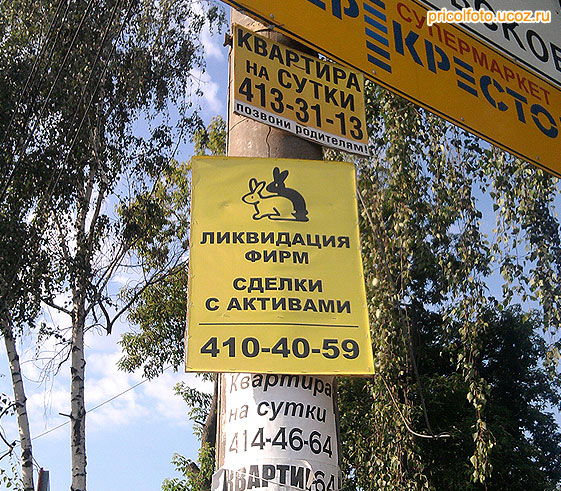 pricolfoto.ucoz.ru
СУПЕРМАРКЕТ
КВАРТИРА
НА СУТКИ
413-31-13
ПОЗВОНИ РОДИТЕЛЯМ!
ЛИКВИДАЦИЯ
ФИРМ
СДЕЛКИ
С АКТИВАМИ
410-40-59
Квартира
на сутки
414-46-64